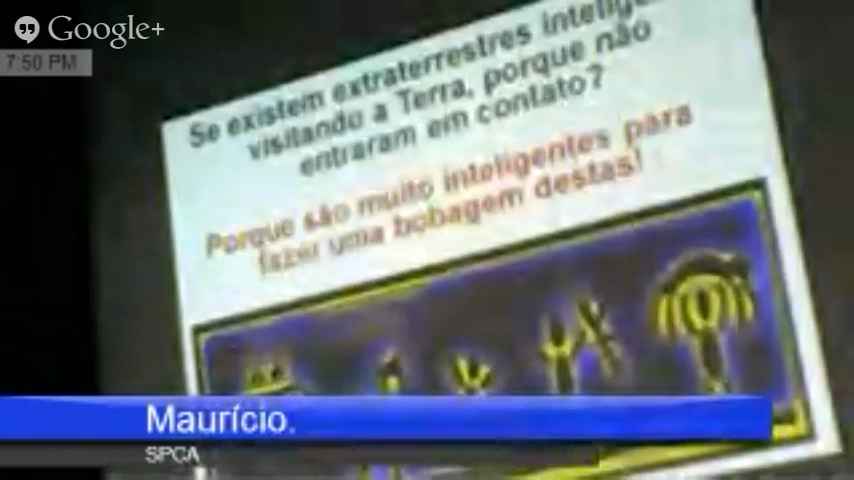 Google+
7:50 PM
Se existem extraterrestres
visitando a Terra, porque não
entraram em contato?
Porque são muito inteligentes para
fazer uma bobagem destas!
Maurício.
SPCA